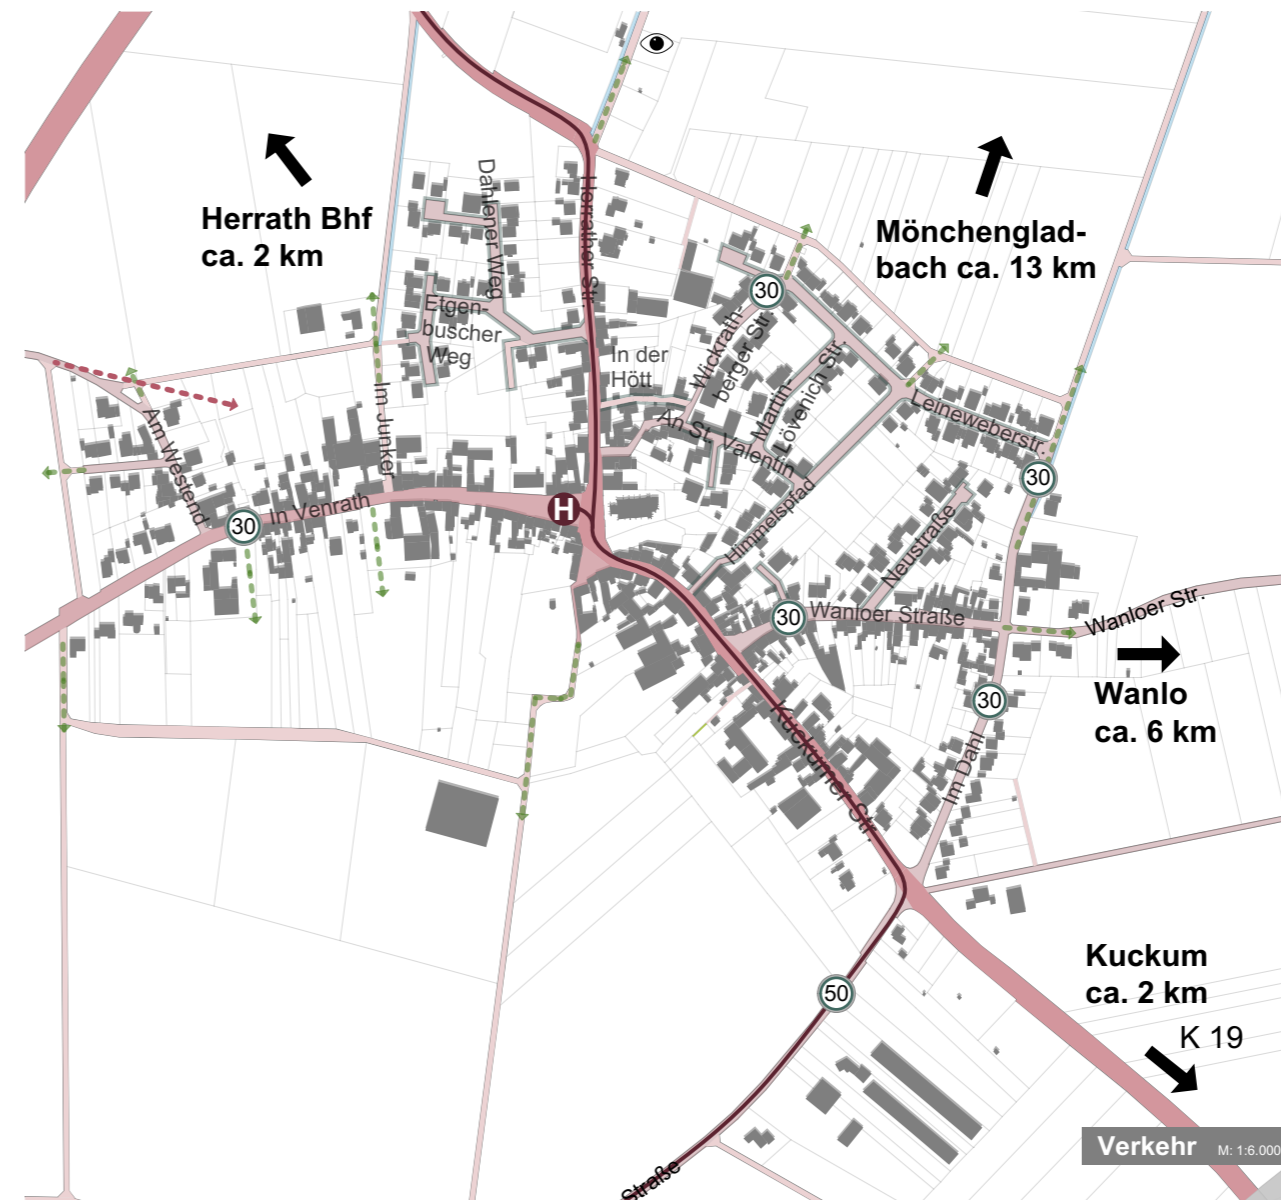 Herrath Bhf
ca. 2 km
Mönchenglad-
bach ca. 13 km
Dahlener Weg
Herrather Str.
Etgen-
buscher
Weg
In der
Hött
Wickrath-
berger Str.
30
Martin-
Lövenich Str.
An St. Valentin
Leineweberstr.
30
Im Junker
Am Westend
30
In Venrath
H
Himmelspfad
Neustraße
30
Wanloer Straße
Wanloer Str.
Wanlo
ca. 6 km
30
Im Dahl
Kuckumer Str.
50
Kuckum
ca. 2 km
K 19
Straße
Verkehr M: 1:6.000